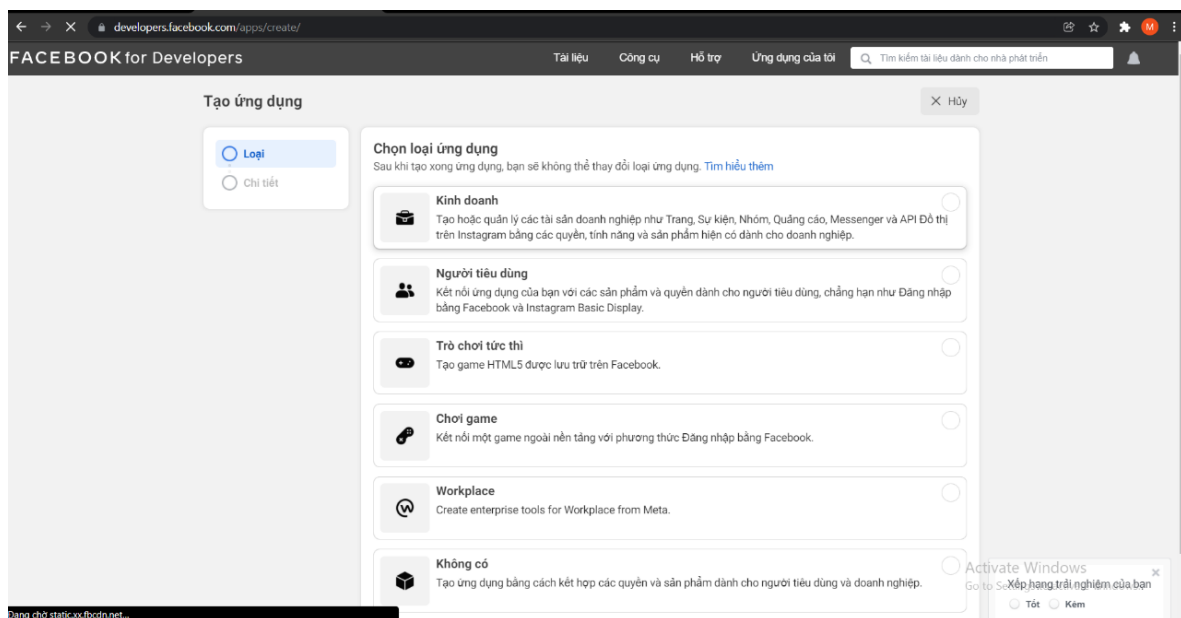 developers.facebook.com/apps/create/
M
FACEBOOK for Developers
Tài liệu
Công cụ
Hỗ trợ
Ứng dụng của tôi
Tìm kiếm tài liệu dành cho nhà phát triển
Tạo ứng dụng
Hủy
Loại
Chi tiết
Chọn loại ứng dụng
Sau khi tạo xong ứng dụng, bạn sẽ không thể thay đổi loại ứng dụng. Tìm hiểu thêm
Kinh doanh
Tạo hoặc quản lý các tài sản doanh nghiệp như Trang, Sự kiện, Nhóm, Quảng cáo, Messenger và API Đồ thị
trên Instagram bằng các quyền, tính năng và sản phẩm hiện có dành cho doanh nghiệp.
Người tiêu dùng
Kết nối ứng dụng của bạn với các sản phẩm và quyền dành cho người tiêu dùng, chẳng hạn như Đăng nhập
bằng Facebook và Instagram Basic Display.
Trò chơi tức thì
Tạo game HTML5 được lưu trữ trên Facebook.
Chơi game
Kết nối một game ngoài nền tảng với phương thức Đăng nhập bằng Facebook.
Workplace
Create enterprise tools for Workplace from Meta.
Không có
Tạo ứng dụng bằng cách kết hợp các quyền và sản phẩm dành cho người tiêu dùng và doanh nghiệp.
Activate Windows
Go to
Xếp hạng trải nghiệm của bạn
Tốt
Kém
Đang chờ static.xx.fbcdn.net...